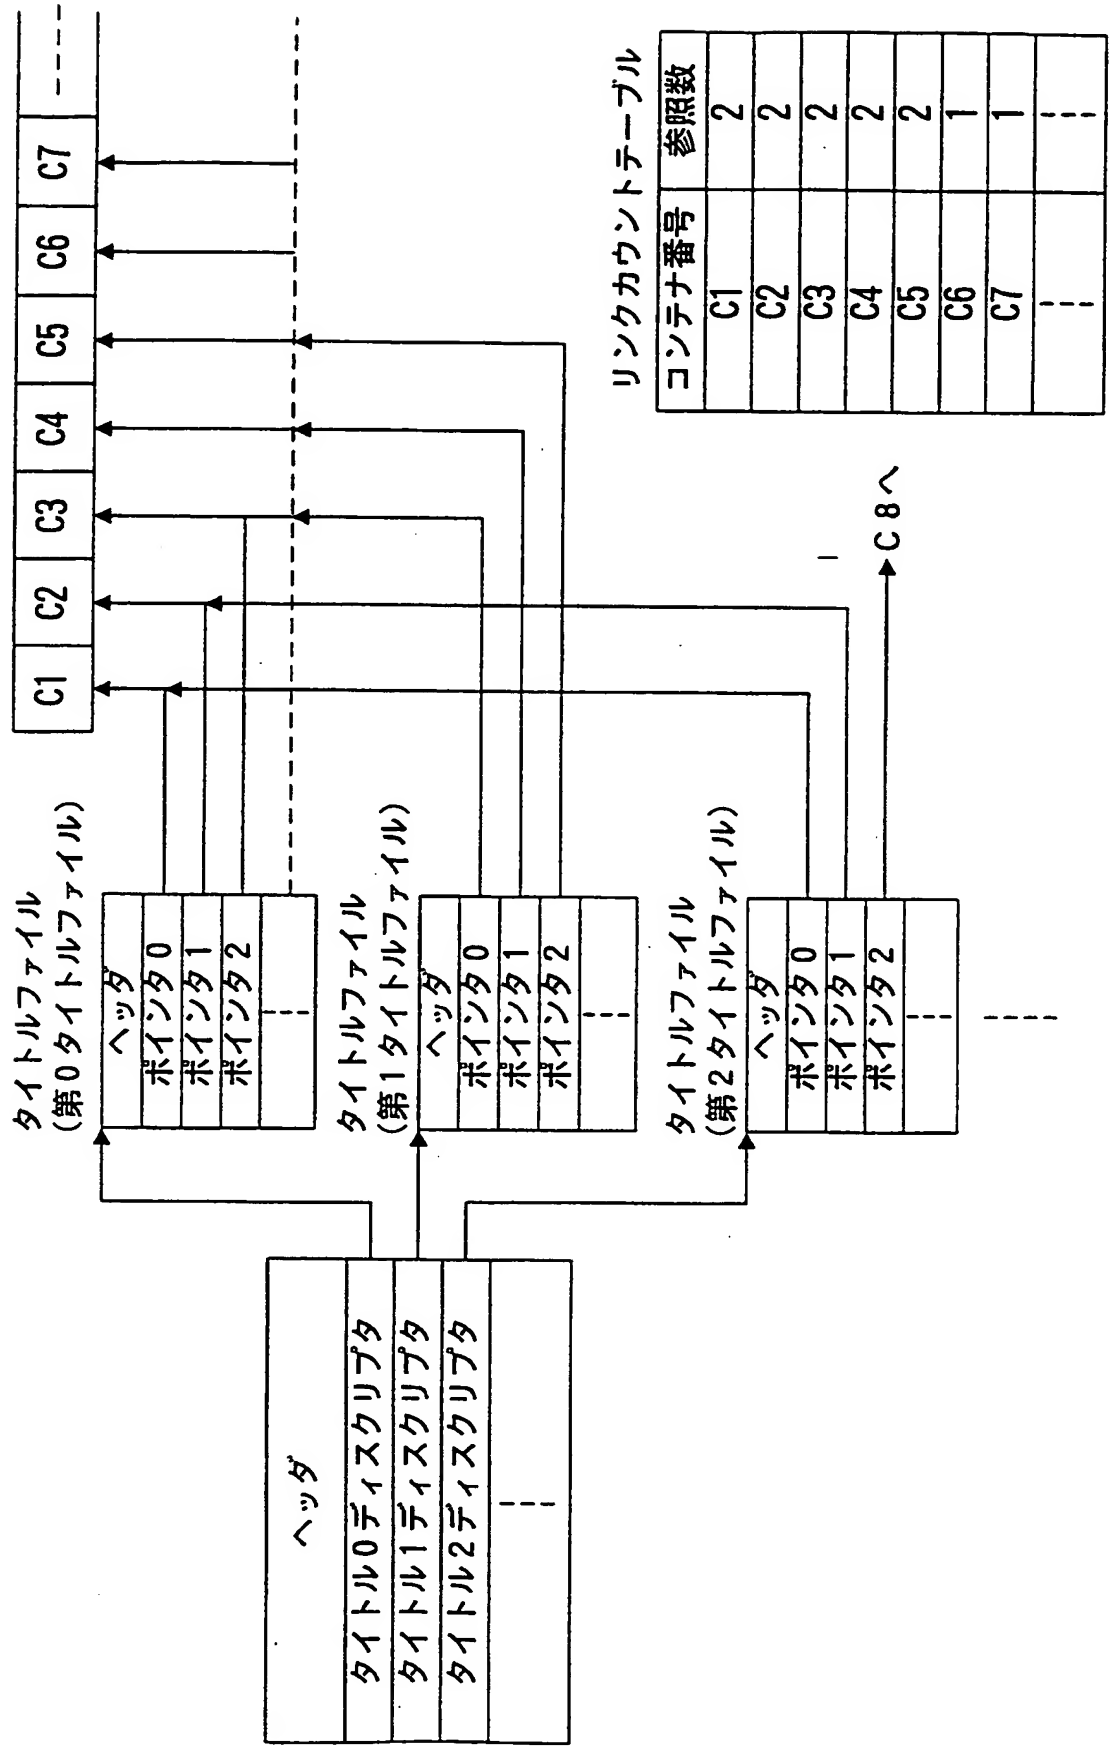 ヘッダ
タイトル0ディスクリプタ
タイトル1ディスクリプタ
タイトル2ディスクリプタ
タイトルファイル
(第0タイトルファイル)
ヘッダ
ポインタ0
ポインタ1
ポインタ2
タイトルファイル
(第1タイトルファイル)
ヘッダ
ポインタ0
ポインタ1
ポインタ2
タイトルファイル
(第2タイトルファイル)
ヘッダ
ポインタ0
ポインタ1
ポインタ2
C1 C2 C3 C4 C5 C6 C7
C8へ
リンクカウントテーブル
コンテナ番号 参照数
C1 2
C2 2
C3 2
C4 2
C5 2
C6 1
C7 1